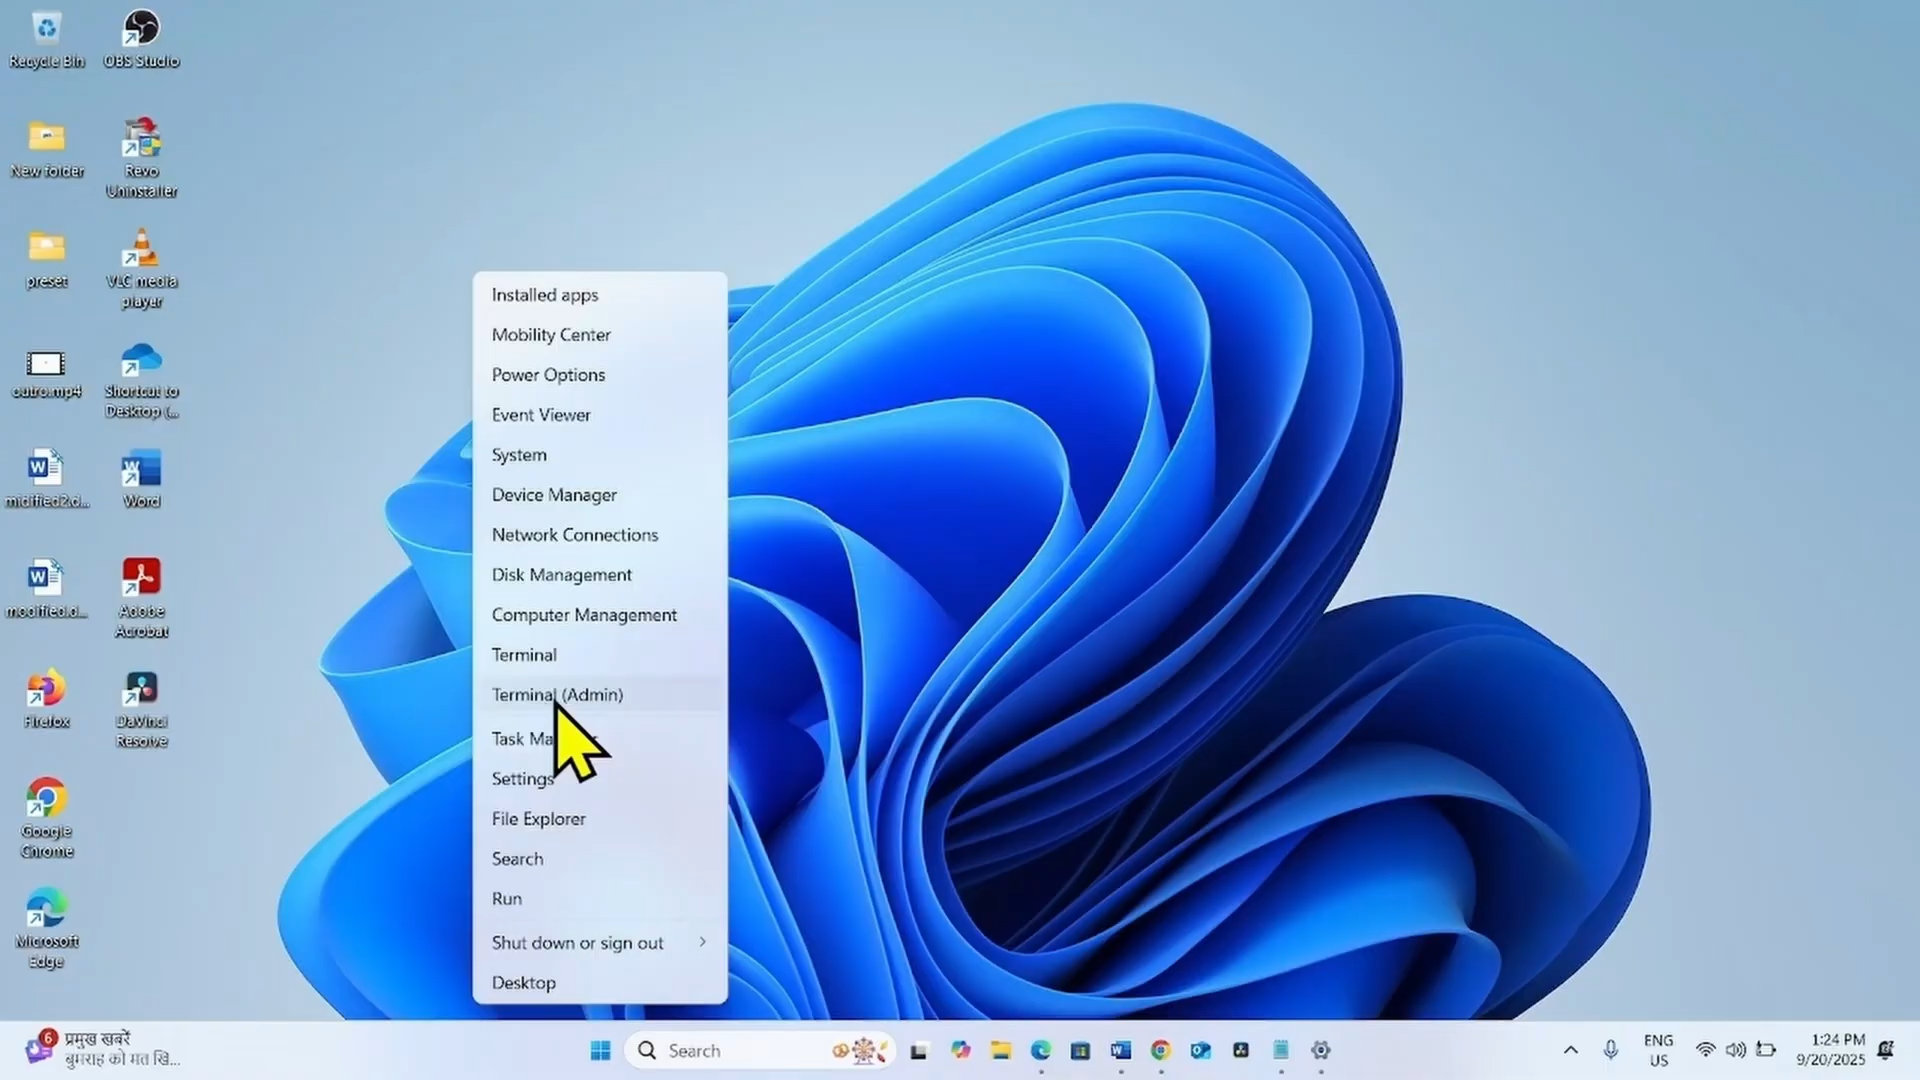 Recycle Bin
OBS Studio
New folder
Revo
Uninstaller
preset
VLC media
player
outro.mp4
Shortcut to
Desktop (...
midified2.d...
Word
modified.d...
Adobe
Acrobat
Firefox
DaVinci
Resolve
Google
Chrome
Microsoft
Edge
Installed apps
Mobility Center
Power Options
Event Viewer
System
Device Manager
Network Connections
Disk Management
Computer Management
Terminal
Terminal (Admin)
Task
Settings
File Explorer
Search
Run
Shut down or sign out
Desktop
6
प्रमुख खबरें
बुमराह को मत खि...
Search
ENG
US
1:24 PM
9/20/2025